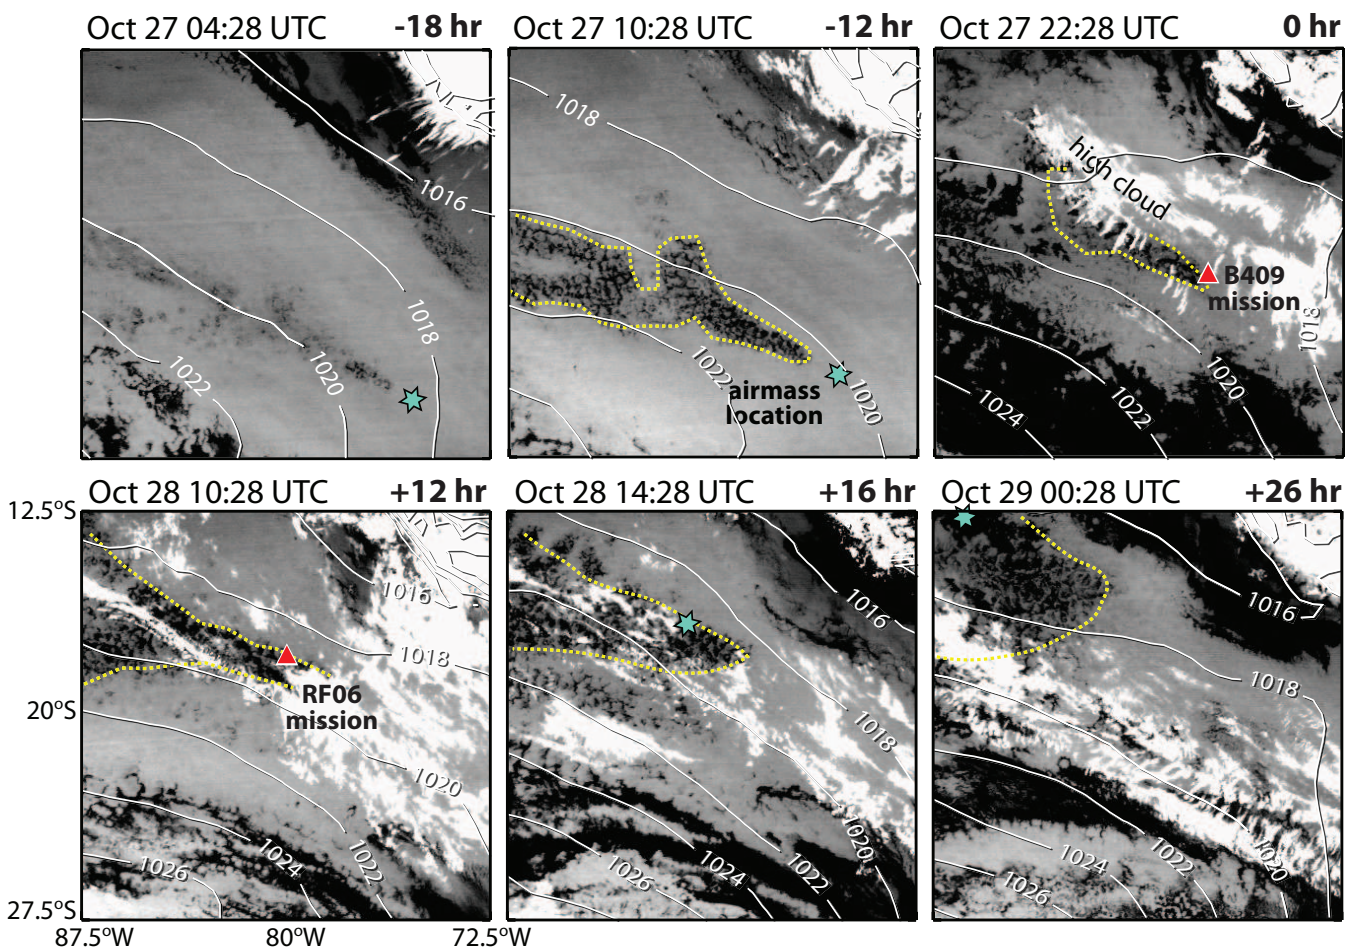 Oct 27 04:28 UTC -18 hr
1016
1018
1020
1022
Oct 27 10:28 UTC -12 hr
1018
1022
1020
airmass
location
Oct 27 22:28 UTC 0 hr
high cloud
B409
mission
1018
1020
1022
1024
Oct 28 10:28 UTC +12 hr
12.5°S
1016
1018
RF06
mission
20°S
1020
1022
1024
1026
27.5°S
87.5°W 80°W 72.5°W
Oct 28 14:28 UTC +16 hr
1016
1018
1020
1022
1024
1026
Oct 29 00:28 UTC +26 hr
1016
1018
1020
1022
1024
1026